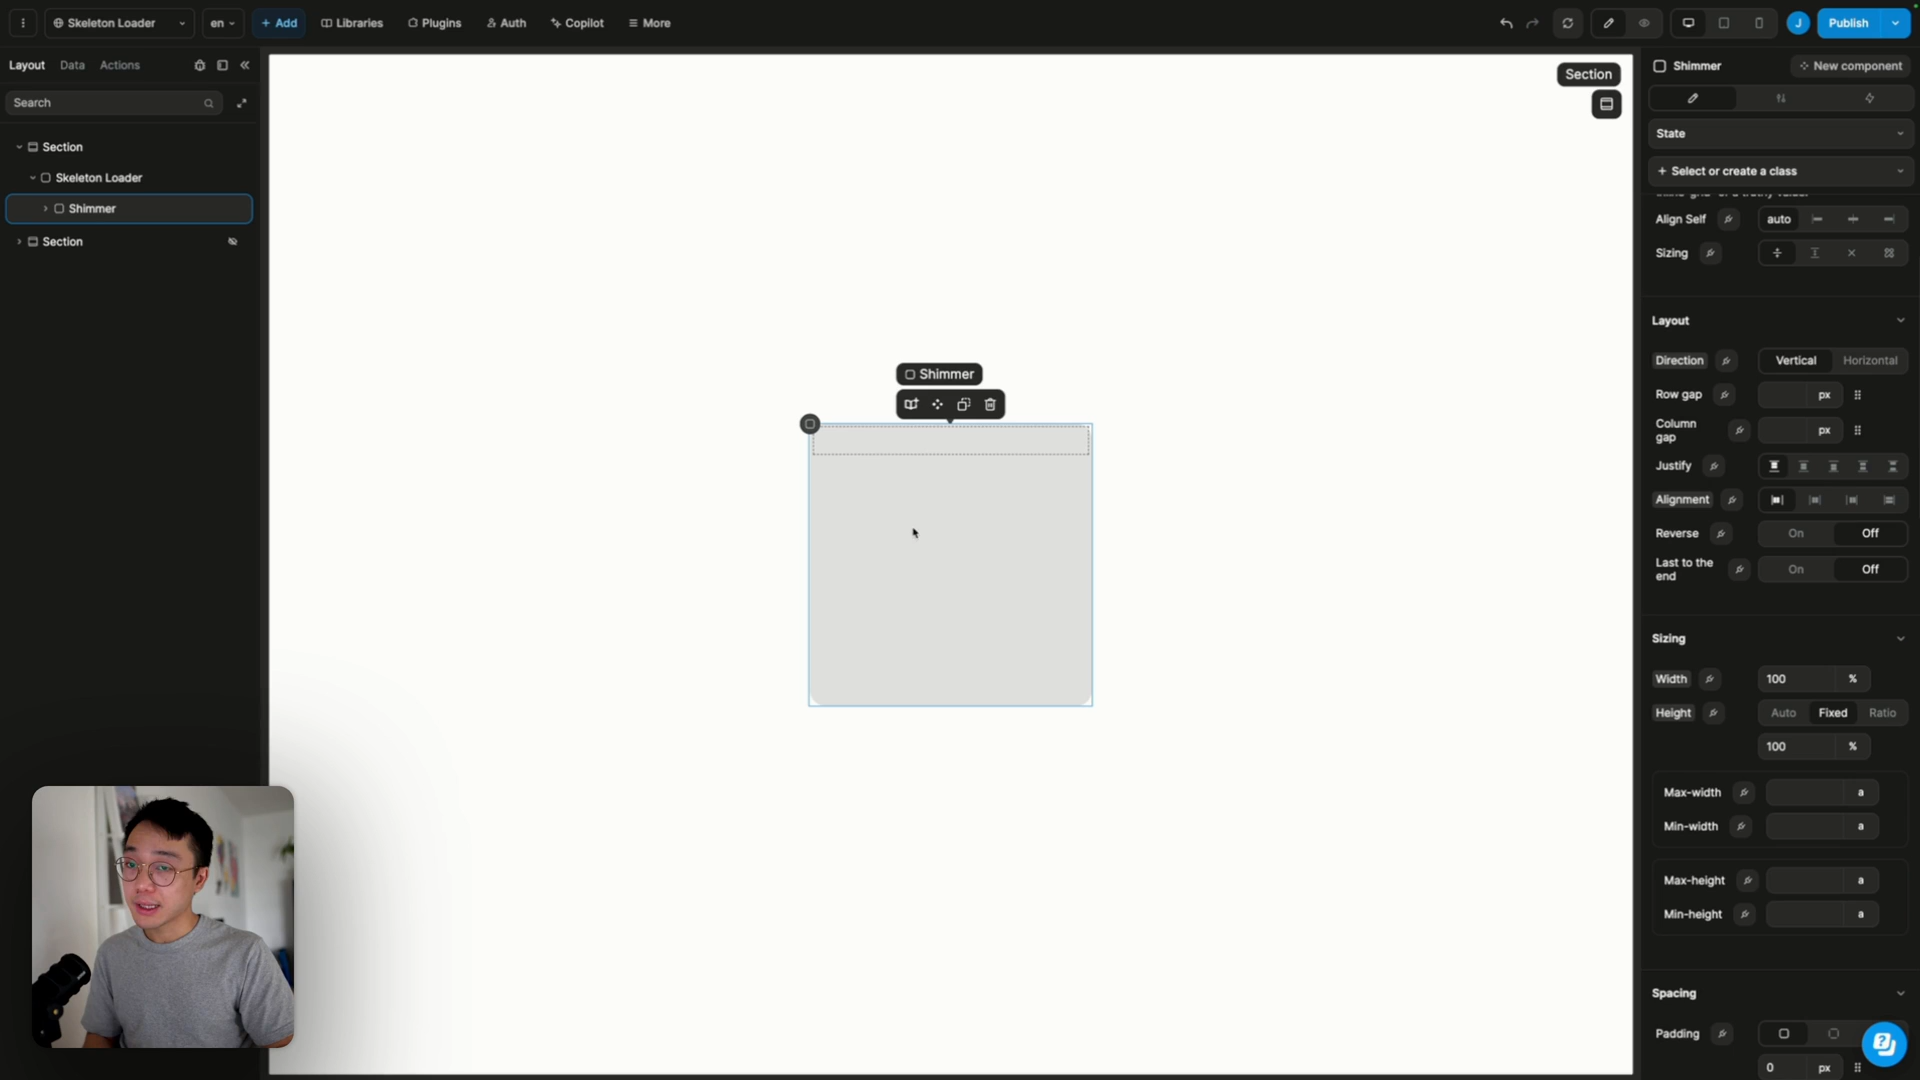 Skeleton Loader
en
+ Add
Libraries
Plugins
Auth
Copilot
More
J
Publish
Layout
Data
Actions
Search
Section
Skeleton Loader
Shimmer
Section
Section
Shimmer
Shimmer
New component
State
+ Select or create a class
Align Self
auto
Sizing
Layout
Direction
Vertical
Horizontal
Row gap
px
Column
gap
px
Justify
Alignment
Reverse
On
Off
Last to the
end
On
Off
Sizing
Width
100
%
Height
Auto
Fixed
Ratio
100
%
Max-width
a
Min-width
a
Max-height
a
Min-height
a
Spacing
Padding
0
px